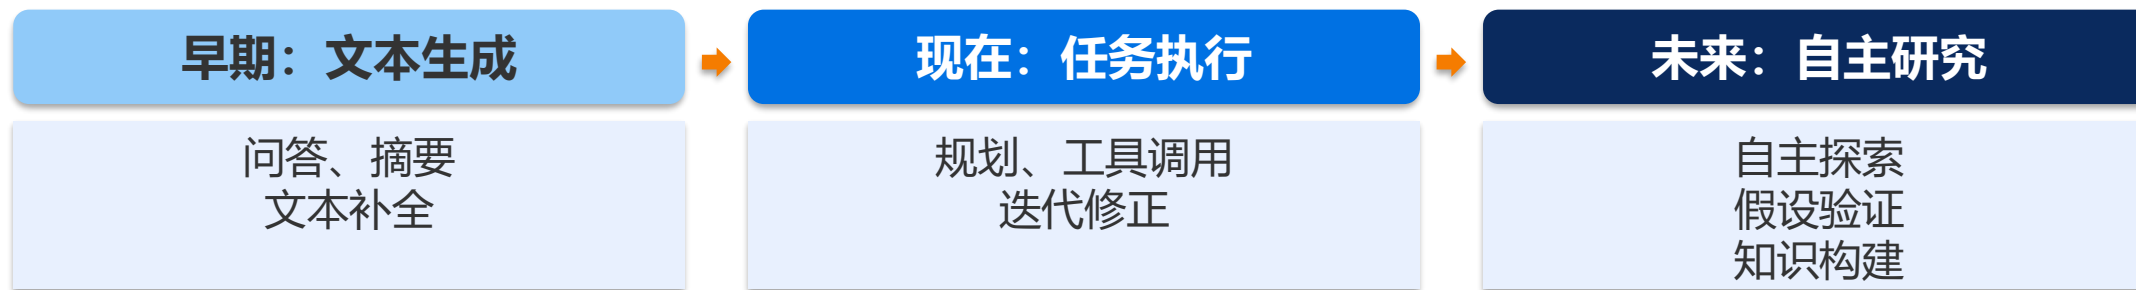 早期：文本生成
问答、摘要
文本补全
现在：任务执行
规划、工具调用
迭代修正
未来：自主研究
自主探索
假设验证
知识构建